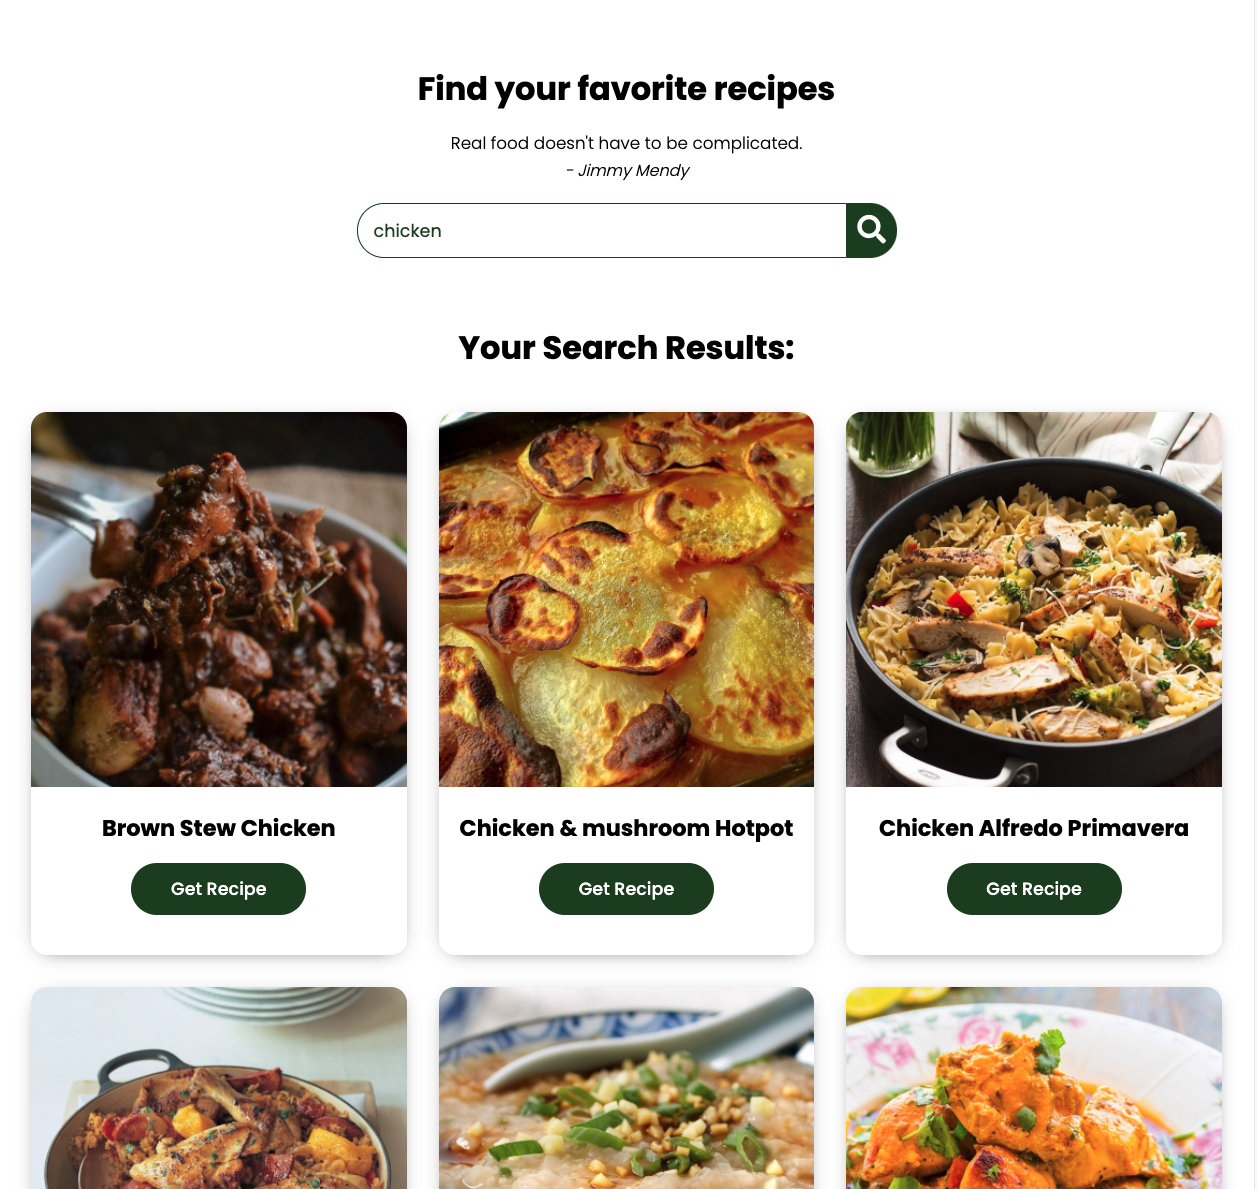 Find your favorite recipes
Real food doesn't have to be complicated.
- Jimmy Mendy
chicken
Your Search Results:
Brown Stew Chicken
Chicken & mushroom Hotpot
Chicken Alfredo Primavera
Get Recipe
Get Recipe
Get Recipe